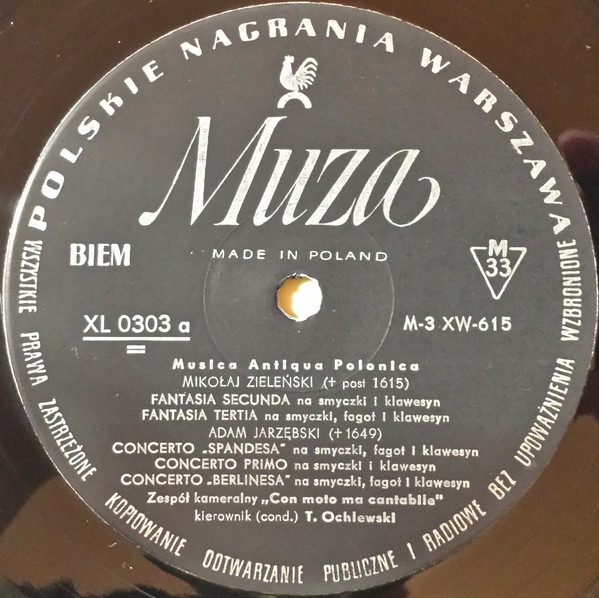 POLSKIE NAGRANIA WARSZAWA
Muza
BIEM
MADE IN POLAND
M
33
XL 0303 a
M-3 XW-615
Musica Antiqua Polonica
MIKOŁAJ ZIELEŃSKI (+ post 1615)
FANTASIA SECUNDA na smyczki i klawesyn
FANTASIA TERTIA na smyczki, fagot i klawesyn
ADAM JARZĘBSKI (+ 1649)
CONCERTO „SPANDESA" na smyczki, fagot i klawesyn
CONCERTO PRIMO na smyczki i klawesyn
CONCERTO „BERLINESA" na smyczki, fagot i klawesyn
Zespół kameralny „Con moto ma cantabile"
kierownik (cond.) T. Ochlewski
WSZYSTKIE PRAWA ZASTRZEŻONE KOPIOWANIE ODTWARZANIE PUBLICZNE I RADIOWE BEZ UPOWAŻNIENIA WZBRONIONE